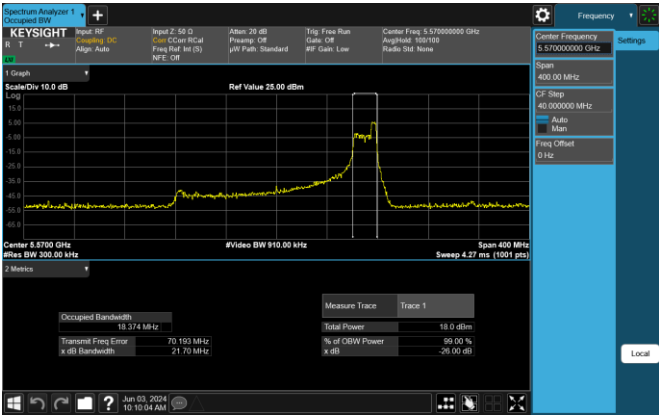 Spectrum Analyzer 1
Occupied BW
+
Frequency
KEYSIGHT
R T
LW
Input: RF
Coupling: DC
Align: Auto
Input Z: 50 Ω
Corr CCorr RCal
Freq Ref: Int (S)
NFE: Off
Atten: 20 dB
Preamp: Off
µW Path: Standard
Trig: Free Run
Gate: Off
#IF Gain: Low
Center Freq: 5.570000000 GHz
Avg|Hold: 100/100
Radio Std: None
Center Frequency
5.570000000 GHz
Settings
Span
400.00 MHz
CF Step
40.000000 MHz
Auto
Man
Freq Offset
0 Hz
1 Graph
Scale/Div 10.0 dB
Ref Value 25.00 dBm
Log
15.0
5.00
-5.00
-15.0
-25.0
-35.0
-45.0
-55.0
-65.0
Center 5.5700 GHz
#Video BW 910.00 kHz
Span 400 MHz
#Res BW 300.00 kHz
Sweep 4.27 ms (1001 pts)
2 Metrics
Measure Trace
Trace 1
Occupied Bandwidth
18.374 MHz
Total Power
18.0 dBm
Transmit Freq Error
70.193 MHz
% of OBW Power
99.00 %
x dB Bandwidth
21.70 MHz
x dB
-26.00 dB
Local
?
Jun 03, 2024
10:10:04 AM